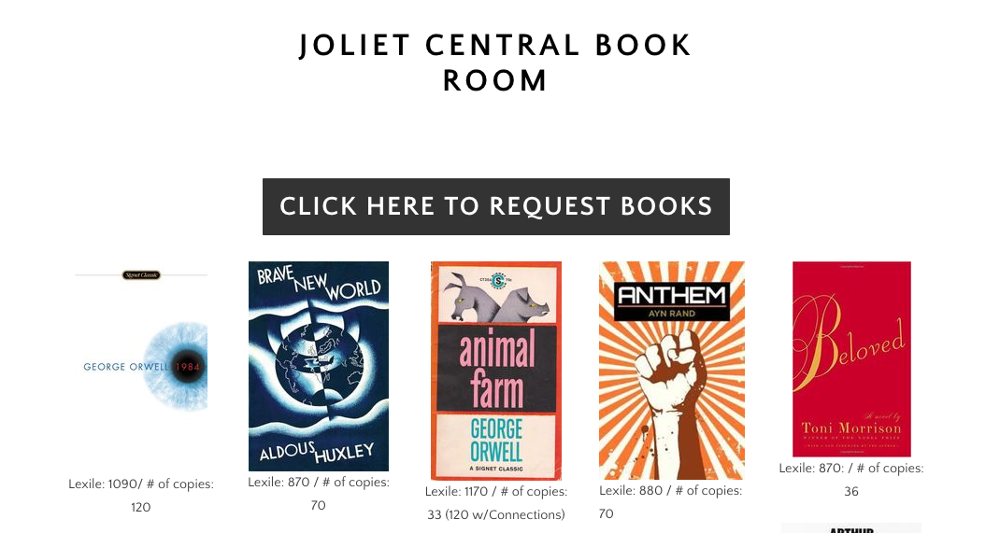 JOLIET CENTRAL BOOK
ROOM
CLICK HERE TO REQUEST BOOKS
Signet Classic
GEORGE ORWELL 1984
Lexile: 1090/ # of copies:
120
BRAVE
NEW
WORLD
ALDOUS
HUXLEY
Lexile: 870 / # of copies:
70
animal
farm
GEORGE
ORWELL
A SIGNET CLASSIC
Lexile: 1170 / # of copies:
33 (120 w/Connections)
ANTHEM
AYN RAND
Lexile: 880 / # of copies:
70
Beloved
A novel by
Toni Morrison
WINNER OF THE NOBEL PRIZE
Lexile: 870: / # of copies:
36
ARTHUR